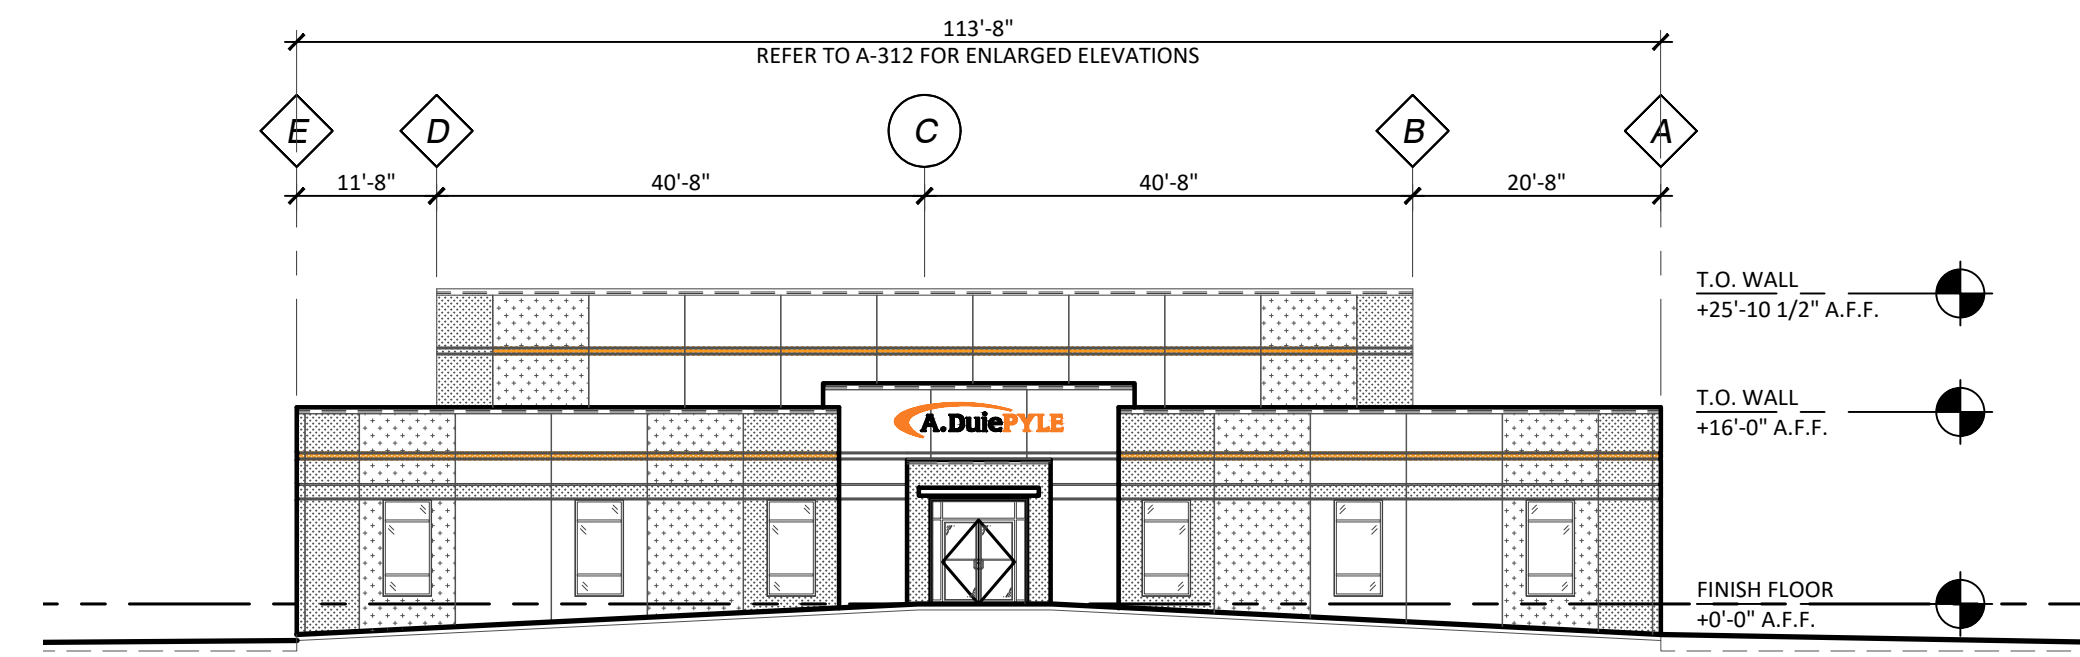 113'-8"
REFER TO A-312 FOR ENLARGED ELEVATIONS
E D C B A
11'-8" 40'-8" 40'-8" 20'-8"
T.O. WALL
+25'-10 1/2" A.F.F.
T.O. WALL
+16'-0" A.F.F.
A.DuiePYLE
FINISH FLOOR
+0'-0" A.F.F.